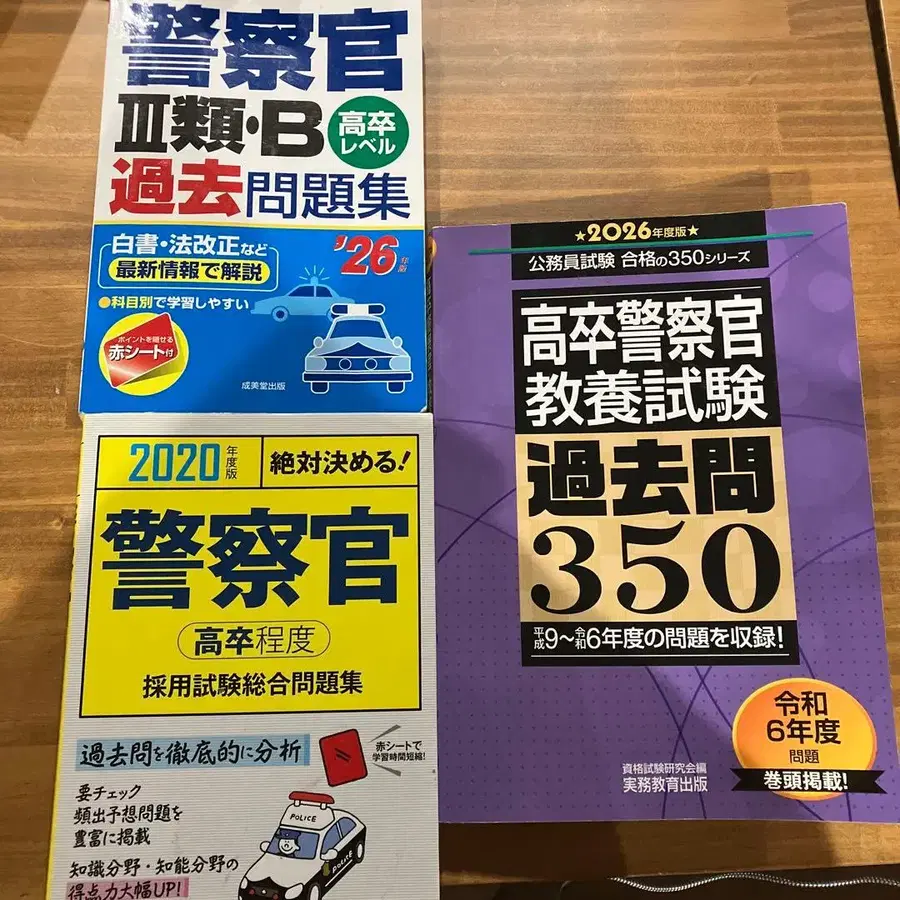 警察官
Ⅲ類・B
高卒
レベル
過去問題集
白書・法改正など
最新情報で解説
'26年版
●科目別で学習しやすい
ポイントを隠せる
赤シート付
成美堂出版
2020年度版
絶対決める!
警察官
高卒程度
採用試験総合問題集
過去問を徹底的に分析
赤シートで
学習時間短縮!
要チェック
頻出予想問題を
豊富に掲載
知識分野・知能分野の
得点力大幅UP!
POLICE
POLICE
★2026年度版★
公務員試験 合格の350シリーズ
高卒警察官
教養試験
過去問
350
平成9~令和6年度の問題を収録!
令和
6年度
問題
巻頭掲載!
資格試験研究会編
実務教育出版